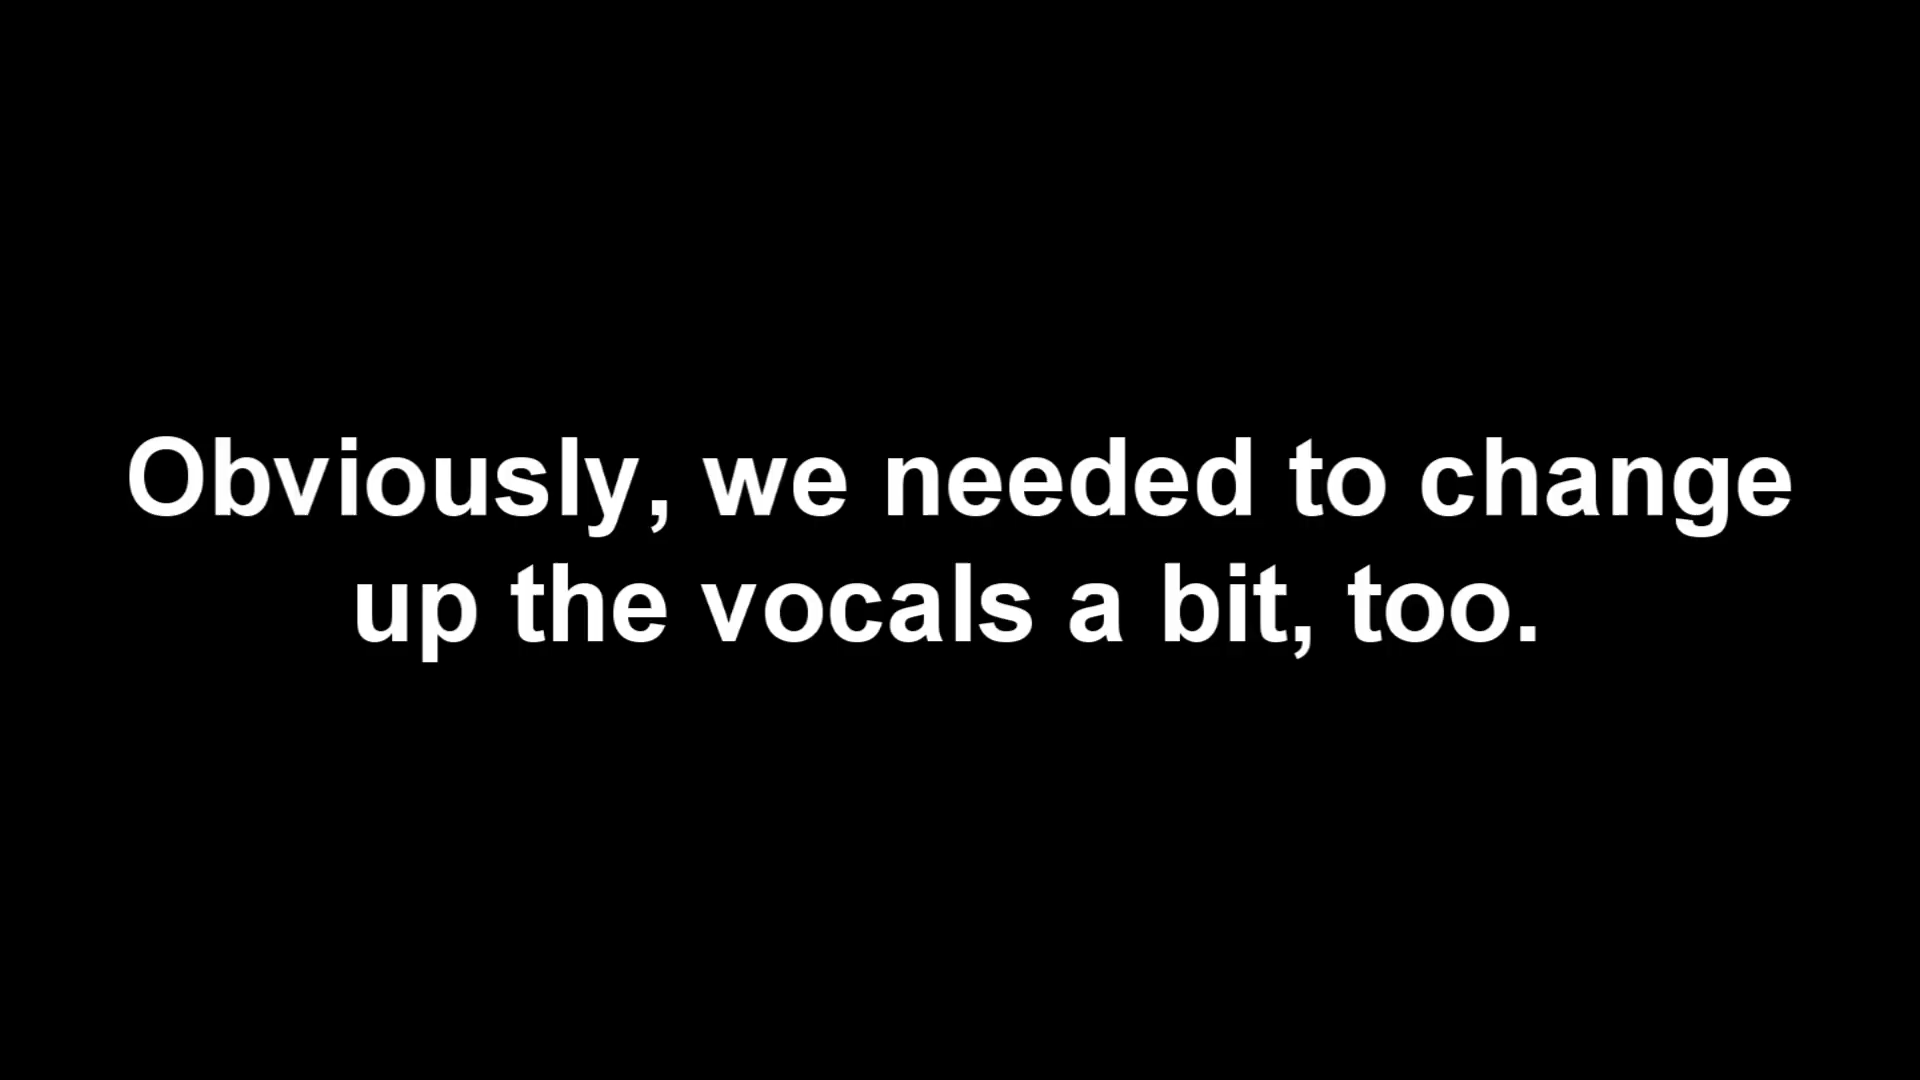 Obviously, we needed to change
up the vocals a bit, too.